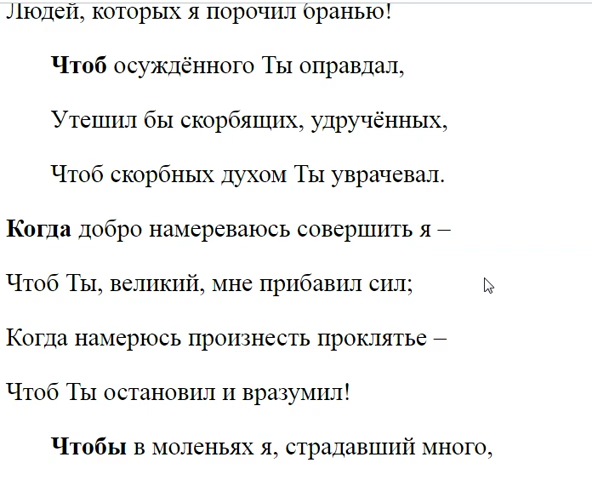 Людей, которых я порочил бранью!
Чтоб осуждённого Ты оправдал,
Утешил бы скорбящих, удручённых,
Чтоб скорбных духом Ты уврачевал.
Когда добро намереваюсь совершить я –
Чтоб Ты, великий, мне прибавил сил;
Когда намерюсь произнесть проклятье –
Чтоб Ты остановил и вразумил!
Чтобы в моленьях я, страдавший много,